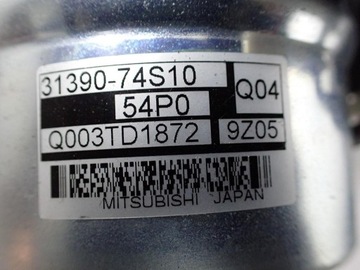 31390-74S10
Q04
54P0
Q003TD1872 9Z05
MITSUBISHI JAPAN